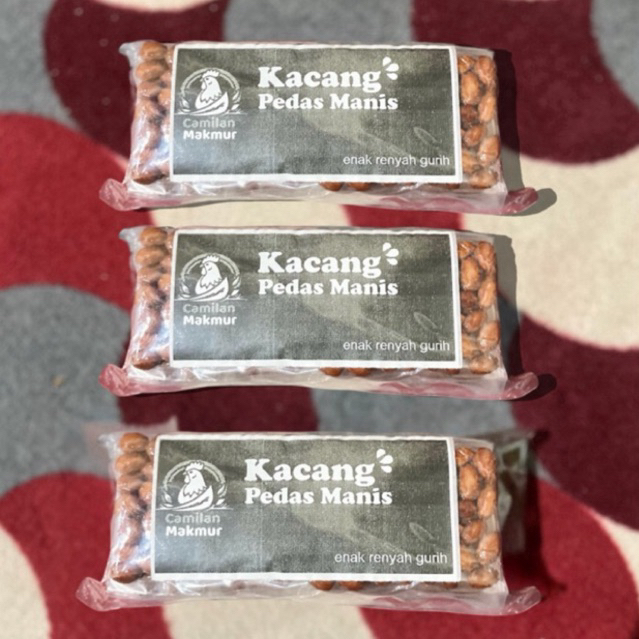 Kacang
Pedas Manis
Camilan
Makmur
enak renyah gurih
Kacang
Pedas Manis
Camilan
Makmur
enak renyah gurih
Kacang
Pedas Manis
Camilan
Makmur
enak renyah gurih